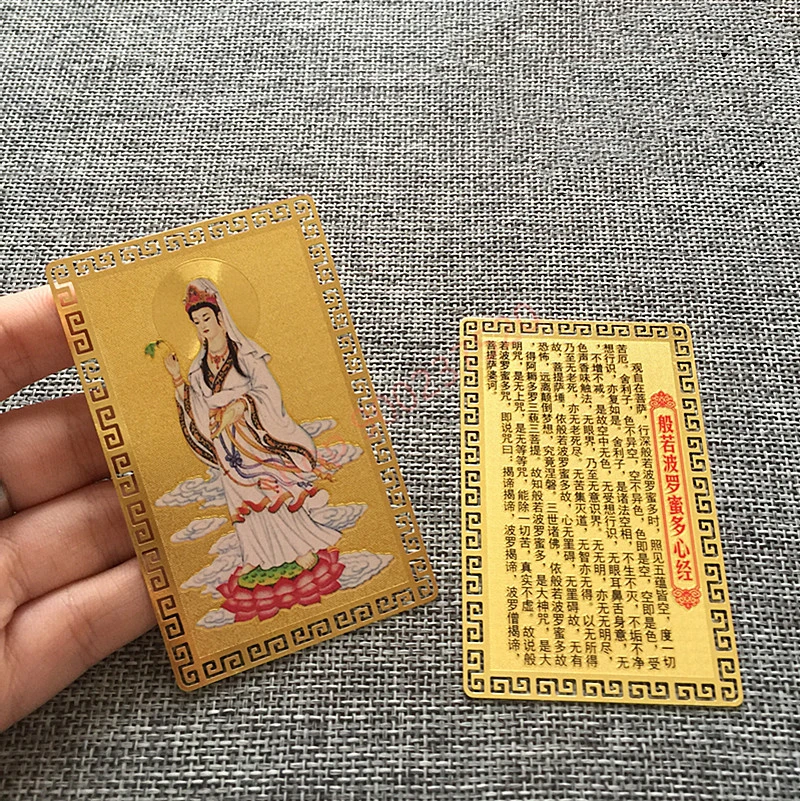 般若波罗蜜多心经
观自在菩萨，行深般若波罗蜜多时，照见五蕴皆空，度一切
苦厄。舍利子，色不异空，空不异色，色即是空，空即是色，受
想行识，亦复如是。舍利子，是诸法空相，不生不灭，不垢不净
，不增不减，是故空中无色，无受想行识，无眼耳鼻舌身意，无
色声香味触法，无眼界，乃至无意识界，无无明，亦无无明尽，
乃至无老死，亦无老死尽。无苦集灭道，无智亦无得。以无所得
故，菩提萨埵，依般若波罗蜜多故，心无罣碍，无罣碍故，无有
恐怖，远离颠倒梦想，究竟涅磐。三世诸佛，依般若波罗蜜多故
，得阿耨多罗三藐三菩提。故知般若波罗蜜多，是大神咒，是大
明咒，是无上咒，是无等等咒，能除一切苦，真实不虚。故说般
若波罗蜜多咒，即说咒曰：揭谛揭谛，波罗揭谛，波罗僧揭谛，
菩提萨婆诃。